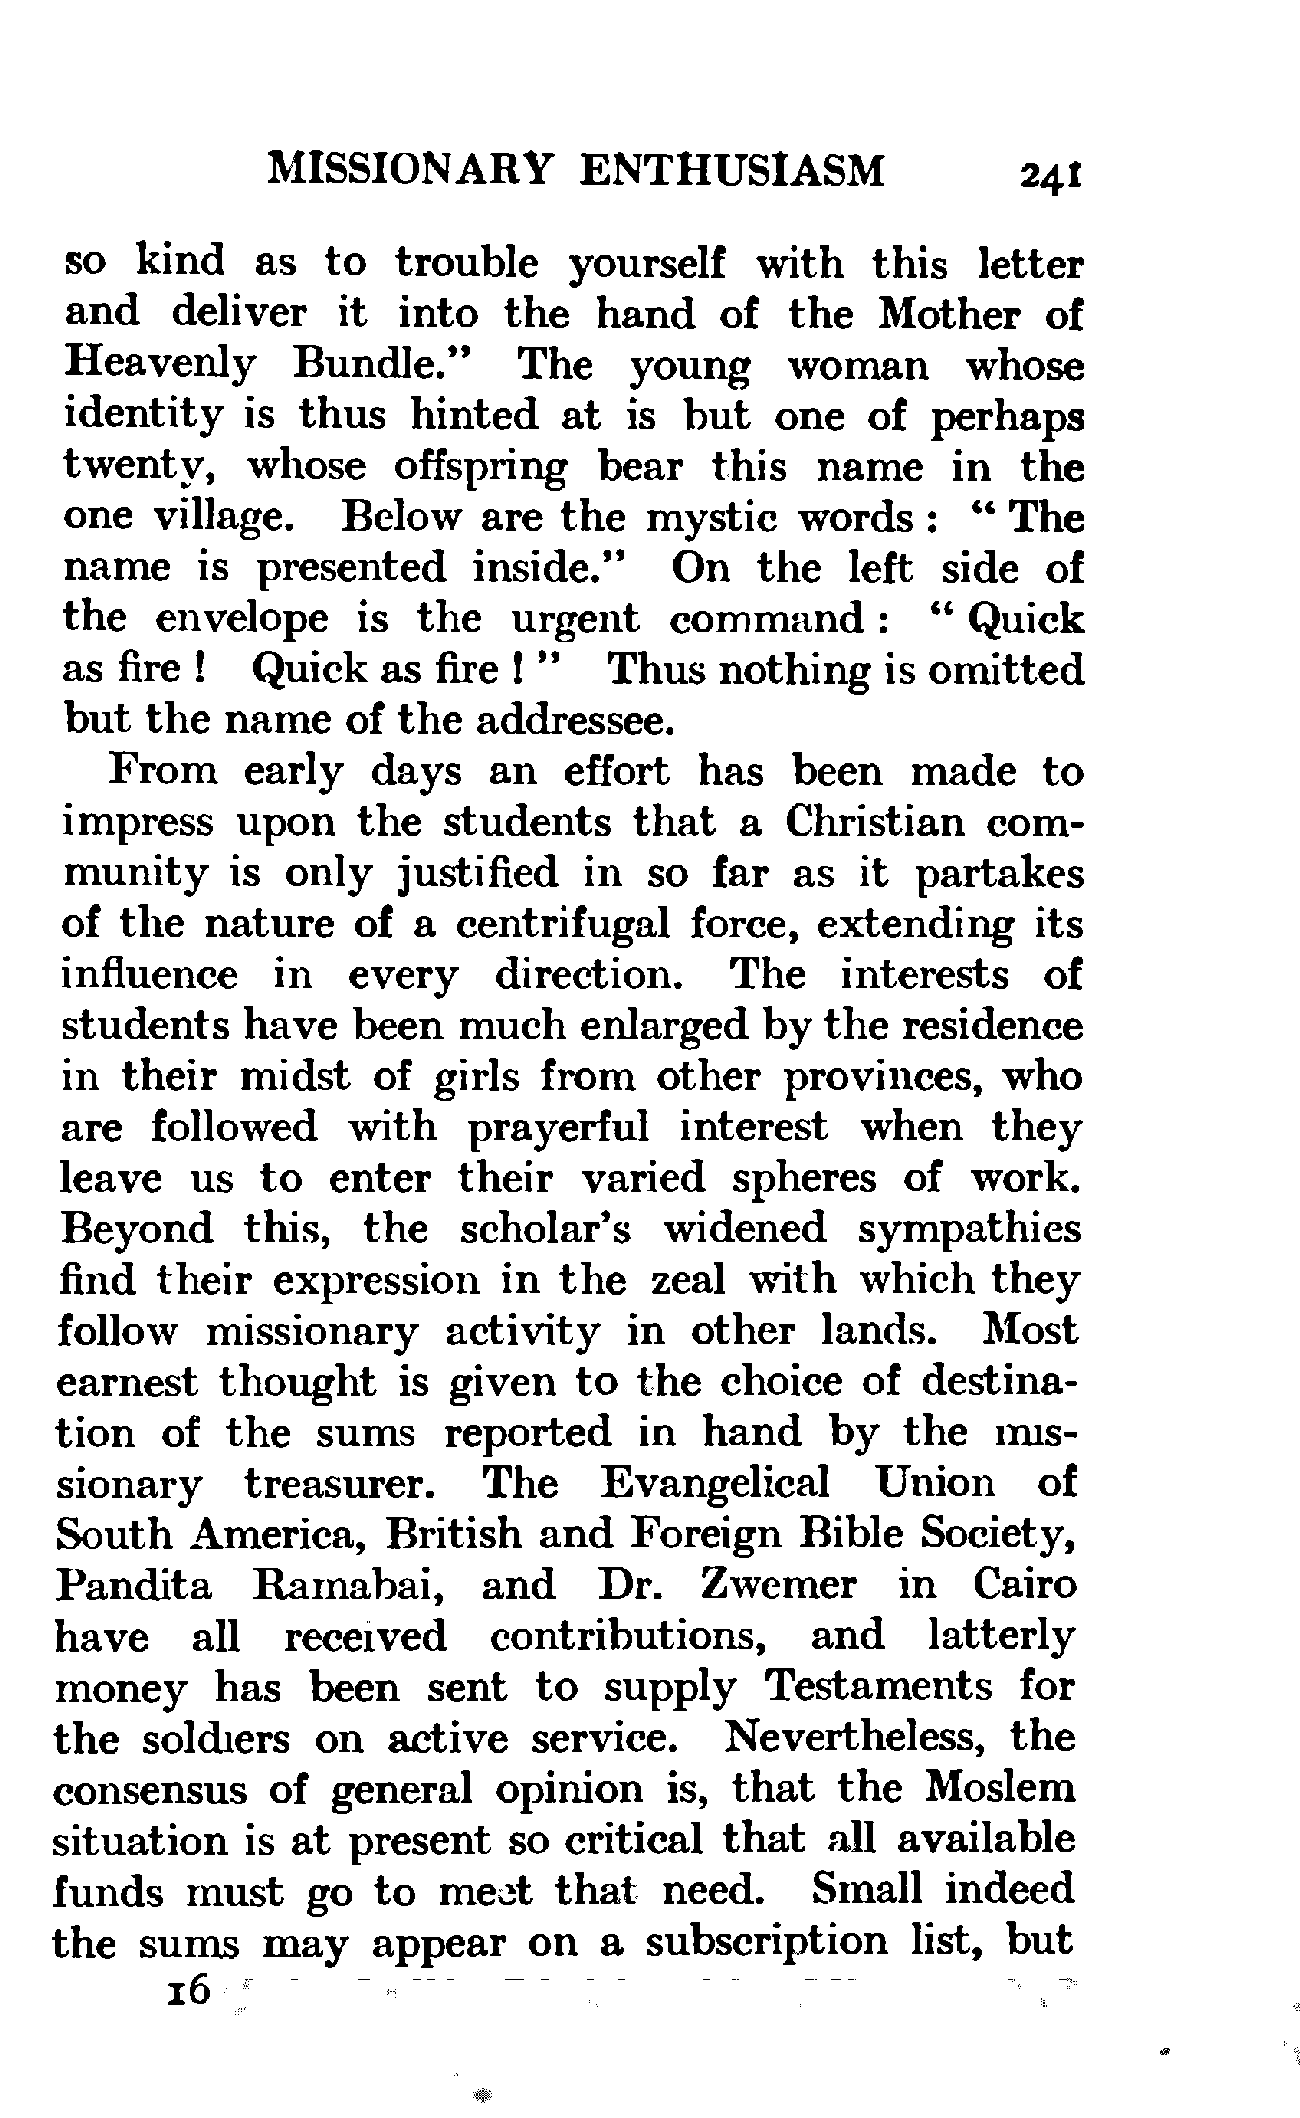 MISSIONARY ENTHUSIASM 241
so kind as to trouble yourself with this letter
and deliver it into the hand of the Mother of
Heavenly Bundle.” The young woman whose
identity is thus hinted at is but one of perhaps
twenty, whose offspring bear this name in the
one village. Below are the mystic words : “ The
name is presented inside.” On the left side of
the envelope is the urgent command : “ Quick
as fire ! Quick as fire ! ” Thus nothing is omitted
but the name of the addressee.
From early days an effort has been made to
impress upon the students that a Christian com-
munity is only justified in so far as it partakes
of the nature of a centrifugal force, extending its
influence in every direction. The interests of
students have been much enlarged by the residence
in their midst of girls from other provinces, who
are followed with prayerful interest when they
leave us to enter their varied spheres of work.
Beyond this, the scholar’s widened sympathies
find their expression in the zeal with which they
follow missionary activity in other lands. Most
earnest thought is given to the choice of destina-
tion of the sums reported in hand by the mis-
sionary treasurer. The Evangelical Union of
South America, British and Foreign Bible Society,
Pandita Ramabai, and Dr. Zwemer in Cairo
have all received contributions, and latterly
money has been sent to supply Testaments for
the soldiers on active service. Nevertheless, the
consensus of general opinion is, that the Moslem
situation is at present so critical that all available
funds must go to meet that need. Small indeed
the sums may appear on a subscription list, but
16